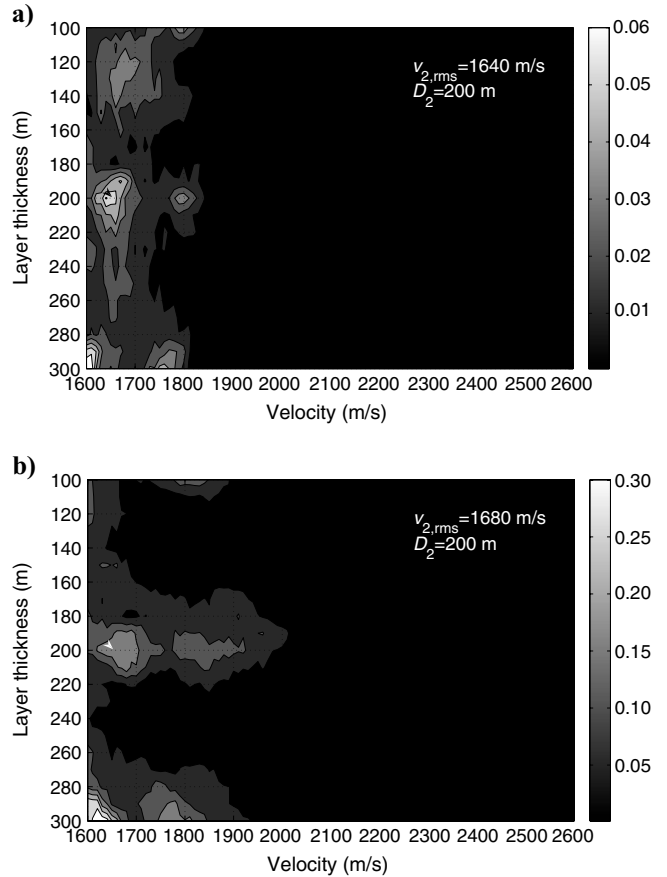 a)
100
120
140
160
180
200
220
240
260
280
300
Layer thickness (m)
1600 1700 1800 1900 2000 2100 2200 2300 2400 2500 2600
Velocity (m/s)
v2,rms=1640 m/s
D2=200 m
0.06
0.05
0.04
0.03
0.02
0.01
b)
100
120
140
160
180
200
220
240
260
280
300
Layer thickness (m)
1600 1700 1800 1900 2000 2100 2200 2300 2400 2500 2600
Velocity (m/s)
v2,rms=1680 m/s
D2=200 m
0.30
0.25
0.20
0.15
0.10
0.05